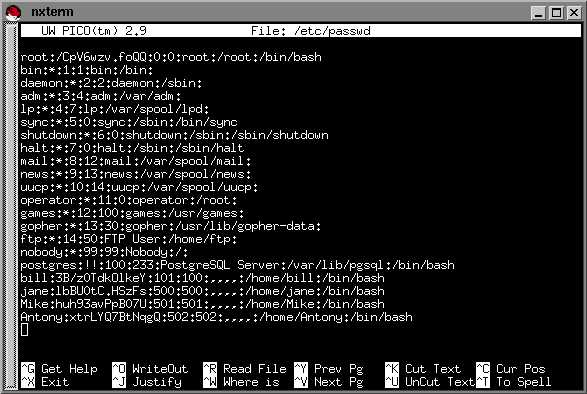 nxterm
UW PICO(tm) 2.9 File: /etc/passwd
root:/CpV6wzv.foQQ:0:0:root:/root:/bin/bash
bin:*:1:1:bin:/bin:
daemon:*:2:2:daemon:/sbin:
adm:*:3:4:adm:/var/adm:
lp:*:4:7:lp:/var/spool/lpd:
sync:*:5:0:sync:/sbin:/bin/sync
shutdown:*:6:0:shutdown:/sbin:/sbin/shutdown
halt:*:7:0:halt:/sbin:/sbin/halt
mail:*:8:12:mail:/var/spool/mail:
news:*:9:13:news:/var/spool/news:
uucp:*:10:14:uucp:/var/spool/uucp:
operator:*:11:0:operator:/root:
games:*:12:100:games:/usr/games:
gopher:*:13:30:gopher:/usr/lib/gopher-data:
ftp:*:14:50:FTP User:/home/ftp:
nobody:*:99:99:Nobody:/:
postgres:!!:100:233:PostgreSQL Server:/var/lib/pgsql:/bin/bash
bill:3B/z0TdkOlkeY:101:100:,,,,:/home/bill:/bin/bash
jane:lbBU0tC.HSzFs:500:500:,,,,:/home/jane:/bin/bash
Mike:huh93avPpB07U:501:501:,,,,:/home/Mike:/bin/bash
Antony:xtrLYQ7BtNqgQ:502:502:,,,,:/home/Antony:/bin/bash
^G Get Help ^O WriteOut ^R Read File ^Y Prev Pg ^K Cut Text ^C Cur Pos
^X Exit ^J Justify ^W Where is ^V Next Pg ^U UnCut Text^T To Spell